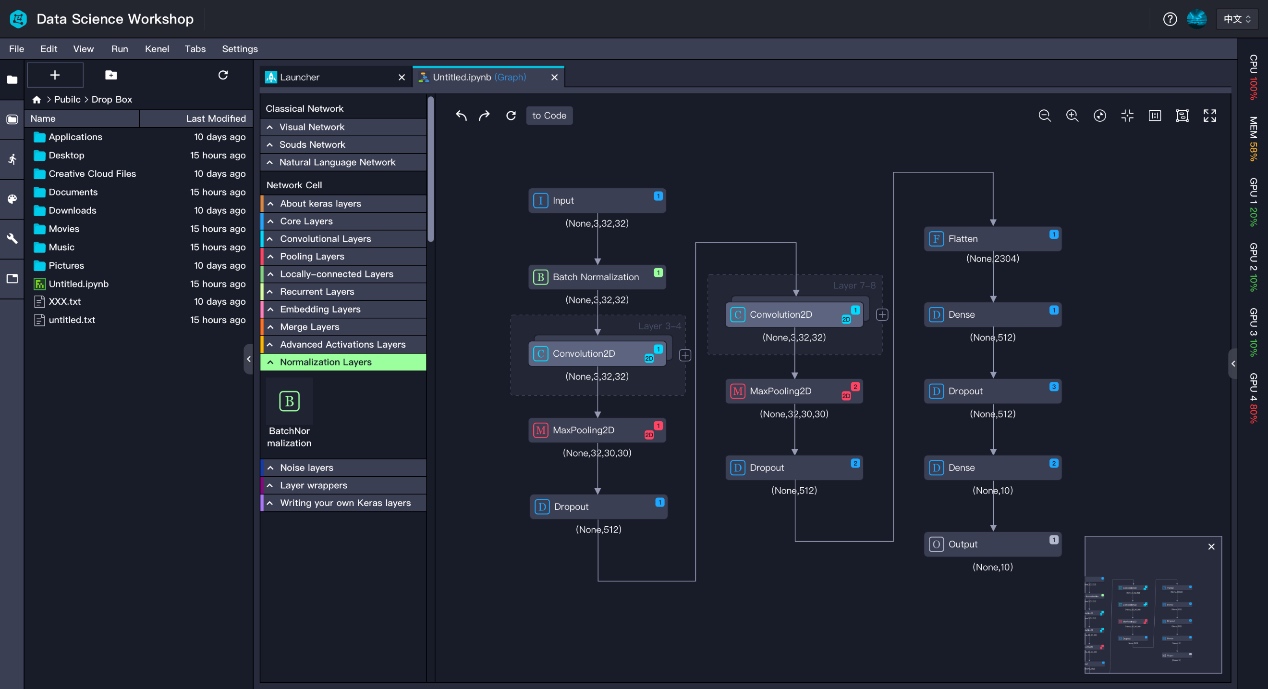 Data Science Workshop
中文
File Edit View Run Kenel Tabs Settings
Pubilc > Drop Box
Name Last Modified
Applications 10 days ago
Desktop 15 hours ago
Creative Cloud Files 10 days ago
Documents 15 hours ago
Downloads 10 days ago
Movies 15 hours ago
Music 15 hours ago
Pictures 10 days ago
Untitled.ipynb 15 hours ago
XXX.txt 10 days ago
untitled.txt 15 hours ago
Launcher
Untitled.ipynb (Graph)
Classical Network
Visual Network
Souds Network
Natural Language Network
Network Cell
About keras layers
Core Layers
Convolutional Layers
Pooling Layers
Locally-connected Layers
Recurrent Layers
Embedding Layers
Merge Layers
Advanced Activations Layers
Normalization Layers
B
BatchNor
malization
Noise layers
Layer wrappers
Writing your own Keras layers
to Code
I Input 1
(None,3,32,32)
B Batch Normalization 1
(None,3,32,32)
Layer 3-4
C Convolution2D 1 2D
(None,3,32,32)
M MaxPooling2D 1 2D
(None,32,30,30)
D Dropout 1
(None,512)
Layer 7-8
C Convolution2D 1 2D
(None,3,32,32)
M MaxPooling2D 2 2D
(None,32,30,30)
D Dropout 2
(None,512)
F Flatten 1
(None,2304)
D Dense 1
(None,512)
D Dropout 3
(None,512)
D Dense 2
(None,10)
O Output 1
(None,10)
CPU 100%
MEM 58%
GPU 1 20%
GPU 2 10%
GPU 3 10%
GPU 4 80%